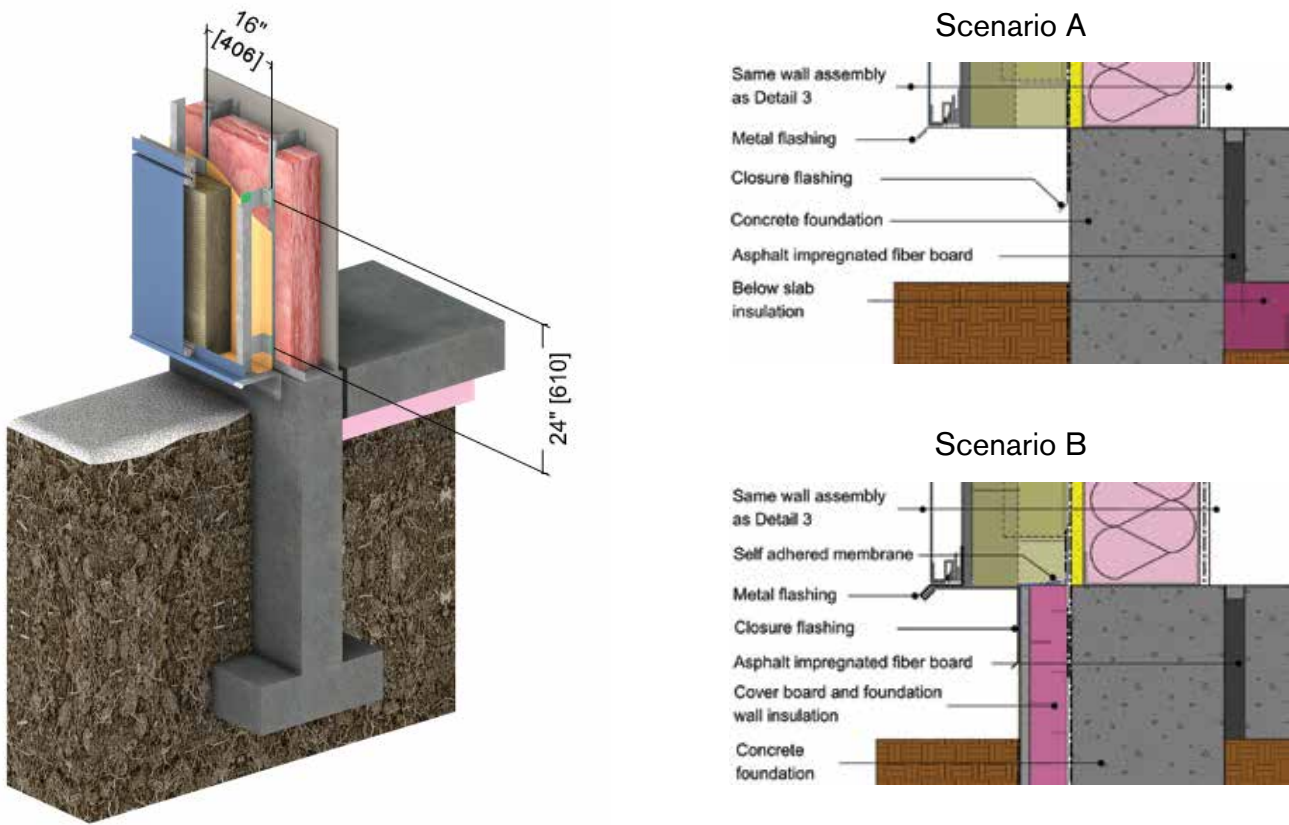 16"
[406]
24" [610]
Scenario A
Same wall assembly
as Detail 3
Metal flashing
Closure flashing
Concrete foundation
Asphalt impregnated fiber board
Below slab
insulation
Scenario B
Same wall assembly
as Detail 3
Self adhered membrane
Metal flashing
Closure flashing
Asphalt impregnated fiber board
Cover board and foundation
wall insulation
Concrete
foundation